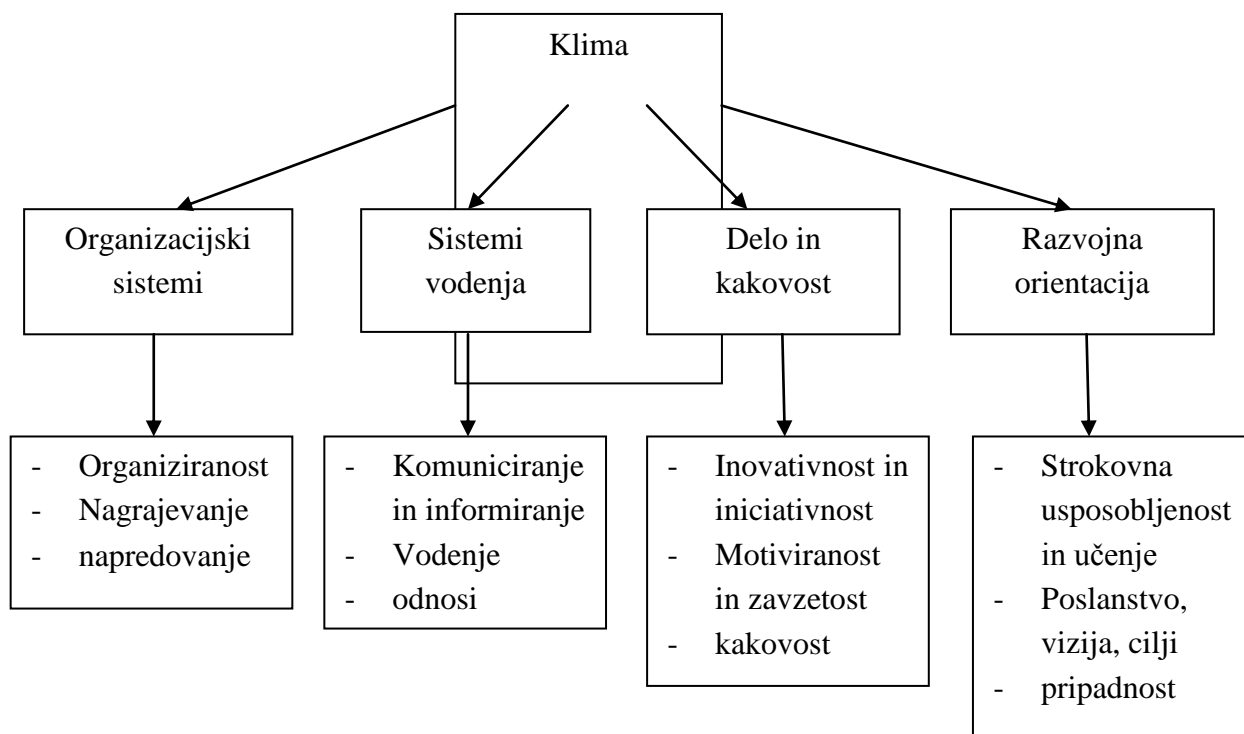 Klima
Organizacijski
sistemi
Sistemi
vodenja
Delo in
kakovost
Razvojna
orientacija
- Organiziranost
- Nagrajevanje
- napredovanje
- Komuniciranje
in informiranje
- Vodenje
- odnosi
- Inovativnost in
iniciativnost
- Motiviranost
in zavzetost
- kakovost
- Strokovna
usposobljenost
in učenje
- Poslanstvo,
vizija, cilji
- pripadnost